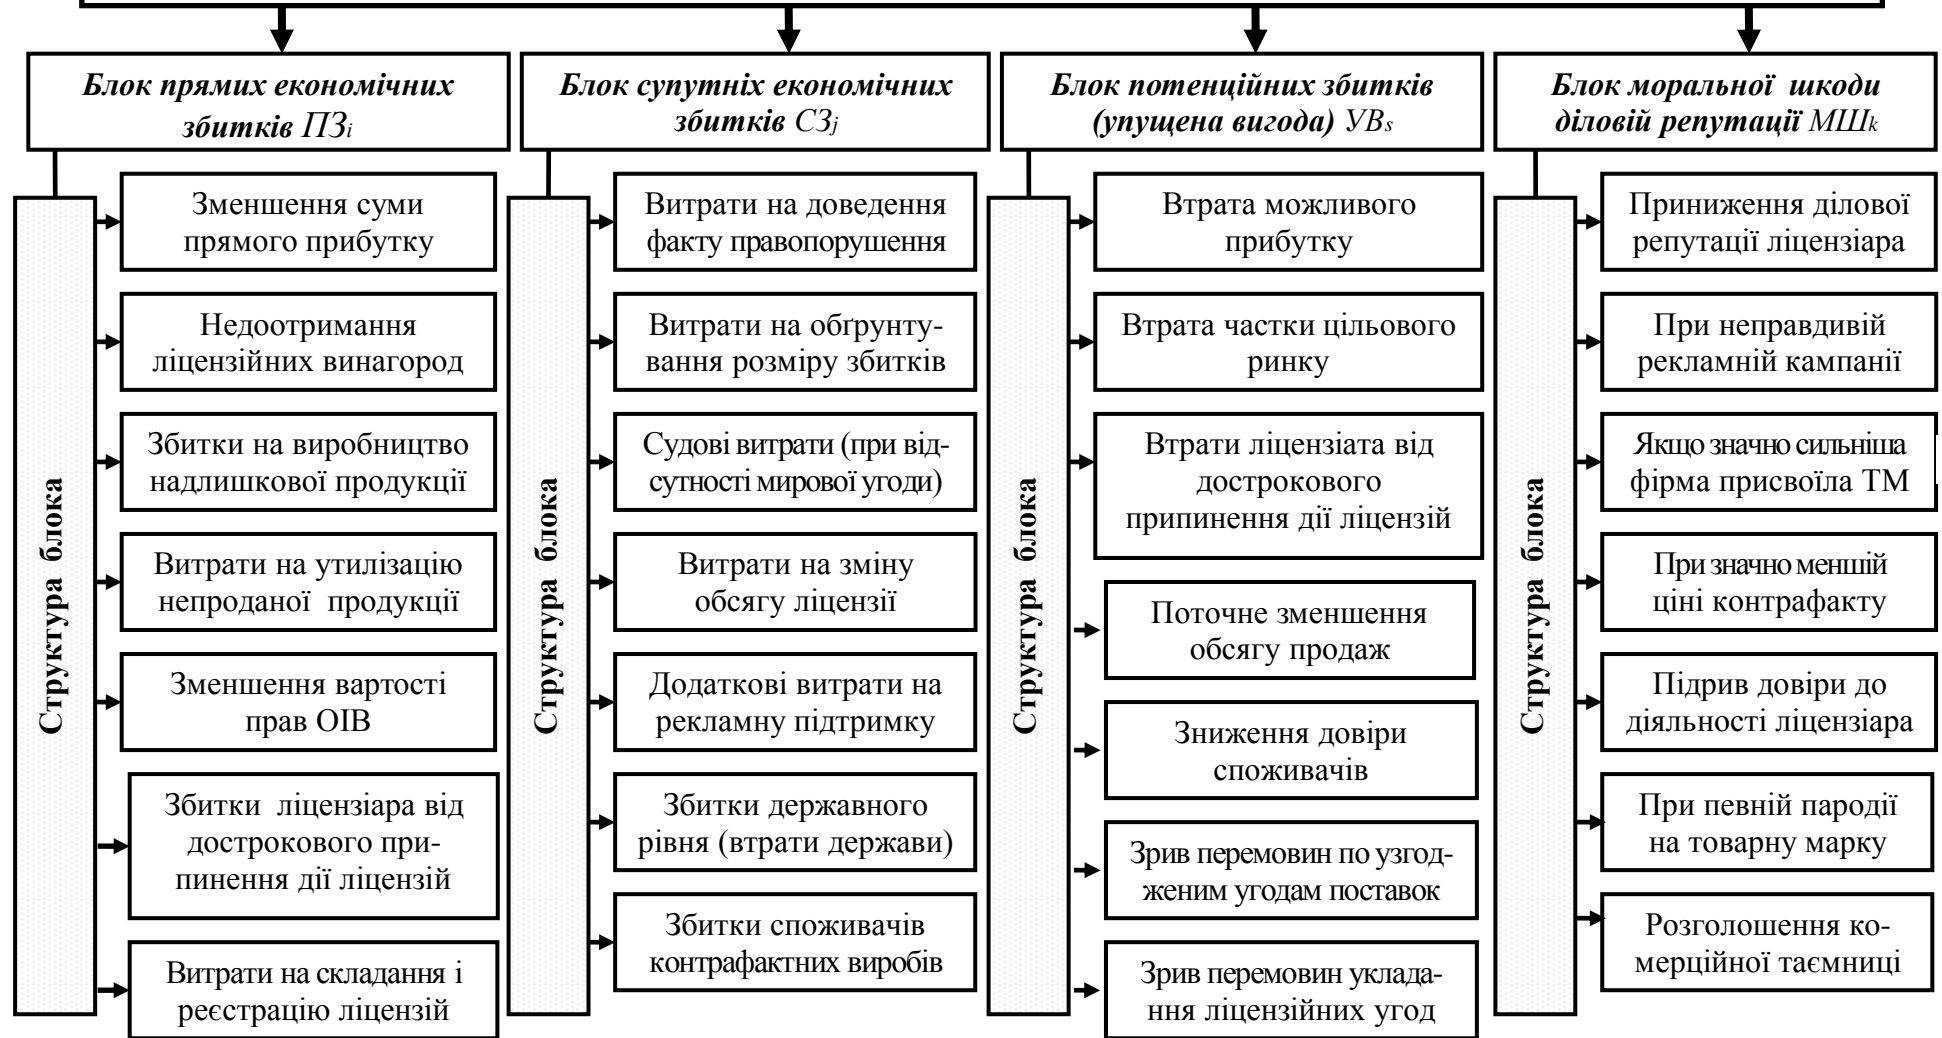 Блок прямих економічних
збитків ПЗi
Структура блока
Зменшення суми
прямого прибутку
Недоотримання
ліцензійних винагород
Збитки на виробництво
надлишкової продукції
Витрати на утилізацію
непроданої продукції
Зменшення вартості
прав ОІВ
Збитки ліцензіара від
дострокового при-
пинення дії ліцензій
Витрати на складання і
реєстрацію ліцензій
Блок супутніх економічних
збитків СЗj
Структура блока
Витрати на доведення
факту правопорушення
Витрати на обґрунту-
вання розміру збитків
Судові витрати (при від-
сутності мирової угоди)
Витрати на зміну
обсягу ліцензії
Додаткові витрати на
рекламну підтримку
Збитки державного
рівня (втрати держави)
Збитки споживачів
контрафактних виробів
Блок потенційних збитків
(упущена вигода) УВs
Структура блока
Втрата можливого
прибутку
Втрата частки цільового
ринку
Втрати ліцензіата від
дострокового
припинення дії ліцензій
Поточне зменшення
обсягу продаж
Зниження довіри
споживачів
Зрив перемовин по узгод-
женим угодам поставок
Зрив перемовин уклада-
ння ліцензійних угод
Блок моральної шкоди
діловій репутації МШk
Структура блока
Приниження ділової
репутації ліцензіара
При неправдивій
рекламній кампанії
Якщо значно сильніша
фірма присвоїла ТМ
При значно меншій
ціні контрафакту
Підрив довіри до
діяльності ліцензіара
При певній пародії
на товарну марку
Розголошення ко-
мерційної таємниці